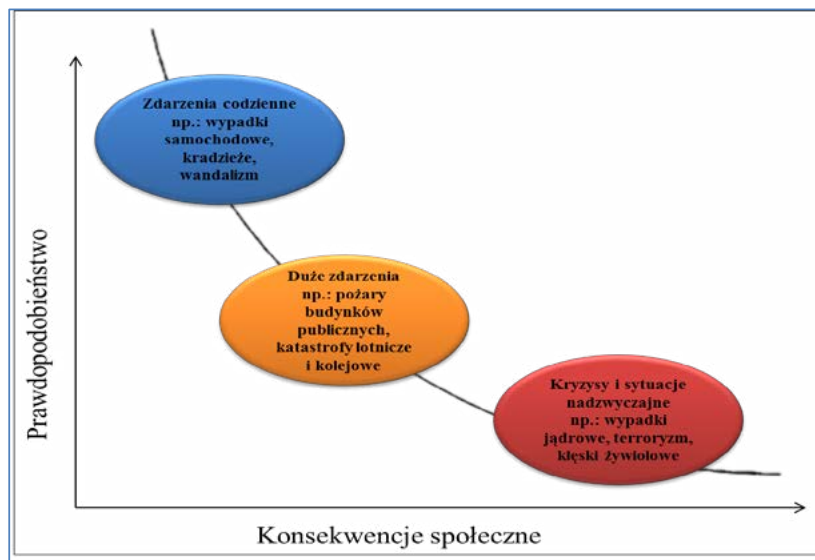 Zdarzenia codzienne
np.: wypadki
samochodowe,
kradzieże,
wandalizm
Duże zdarzenia
np.: pożary
budynków
publicznych,
katastrofy lotnicze
i kolejowe
Kryzysy i sytuacje
nadzwyczajne
np.: wypadki
jądrowe, terroryzm,
klęski żywiołowe
Prawdopodobieństwo
Konsekwencje społeczne